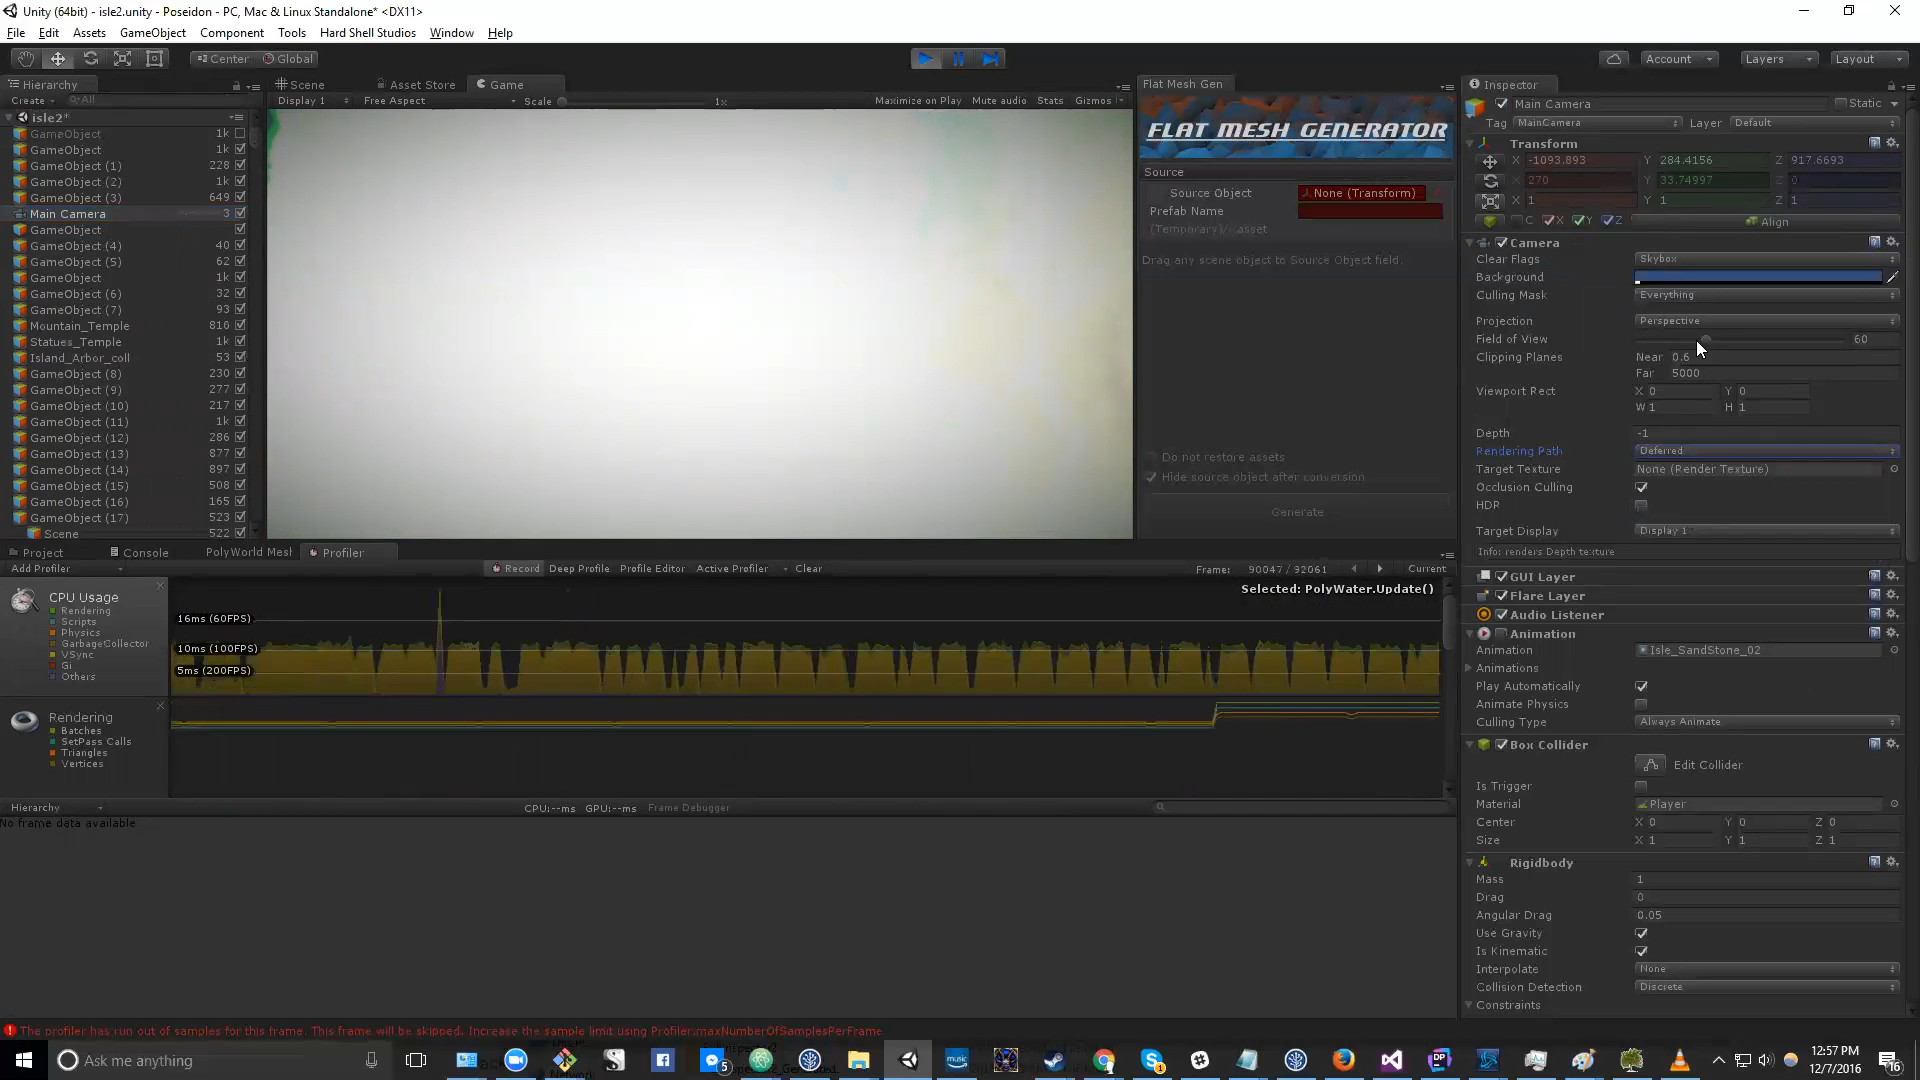 Unity (64bit) - isle2.unity - Poseidon - PC, Mac & Linux Standalone* <DX11>
File Edit Assets GameObject Component Tools Hard Shell Studios Window Help
Center Global Account Layers Layout
Hierarchy Scene Asset Store Game Flat Mesh Gen Inspector
Create All Display 1 Free Aspect Scale 1x Maximize on Play Mute audio Stats Gizmos
isle2*
GameObject 1k
GameObject 1k
GameObject (1) 228
GameObject (2) 1k
GameObject (3) 649
Main Camera 3
GameObject
GameObject (4) 40
GameObject (5) 62
GameObject 1k
GameObject (6) 32
GameObject (7) 93
Mountain_Temple 816
Statues_Temple 1k
Island_Arbor_coll 53
GameObject (8) 230
GameObject (9) 277
GameObject (10) 217
GameObject (11) 1k
GameObject (12) 286
GameObject (13) 877
GameObject (14) 897
GameObject (15) 508
GameObject (16) 165
GameObject (17) 523
Scene 522
FLAT MESH GENERATOR
Source
Source Object None (Transform)
Prefab Name
(Temporary)/ .asset
Drag any scene object to Source Object field.
Do not restore assets
Hide source object after conversion
Generate
Main Camera Static
Tag MainCamera Layer Default
Transform
X -1093.893 Y 284.4156 Z 917.6693
X 270 Y 33.74997 Z 0
X 1 Y 1 Z 1
C X Y Z Align
Camera
Clear Flags Skybox
Background
Culling Mask Everything
Projection Perspective
Field of View 60
Clipping Planes Near 0.6
Far 5000
Viewport Rect X 0 Y 0
W 1 H 1
Depth -1
Rendering Path Deferred
Target Texture None (Render Texture)
Occlusion Culling
HDR
Target Display Display 1
Info: renders Depth texture
GUI Layer
Flare Layer
Audio Listener
Animation
Animation Isle_SandStone_02
Animations
Play Automatically
Animate Physics
Culling Type Always Animate
Box Collider
Edit Collider
Is Trigger
Material Player
Center X 0 Y 0 Z 0
Size X 1 Y 1 Z 1
Rigidbody
Mass 1
Drag 0
Angular Drag 0.05
Use Gravity
Is Kinematic
Interpolate None
Collision Detection Discrete
Constraints
Project Console PolyWorld Mesh Profiler
Add Profiler Record Deep Profile Profile Editor Active Profiler Clear Frame: 90047 / 92061 Current
Selected: PolyWater.Update()
CPU Usage
Rendering
Scripts
Physics
GarbageCollector
VSync
Gi
Others
16ms (60FPS)
10ms (100FPS)
5ms (200FPS)
Rendering
Batches
SetPass Calls
Triangles
Vertices
Hierarchy CPU:--ms GPU:--ms Frame Debugger
No frame data available
The profiler has run out of samples for this frame. This frame will be skipped. Increase the sample limit using Profiler.maxNumberOfSamplesPerFrame
Ask me anything
5
music
DP
1
12:57 PM
12/7/2016
16